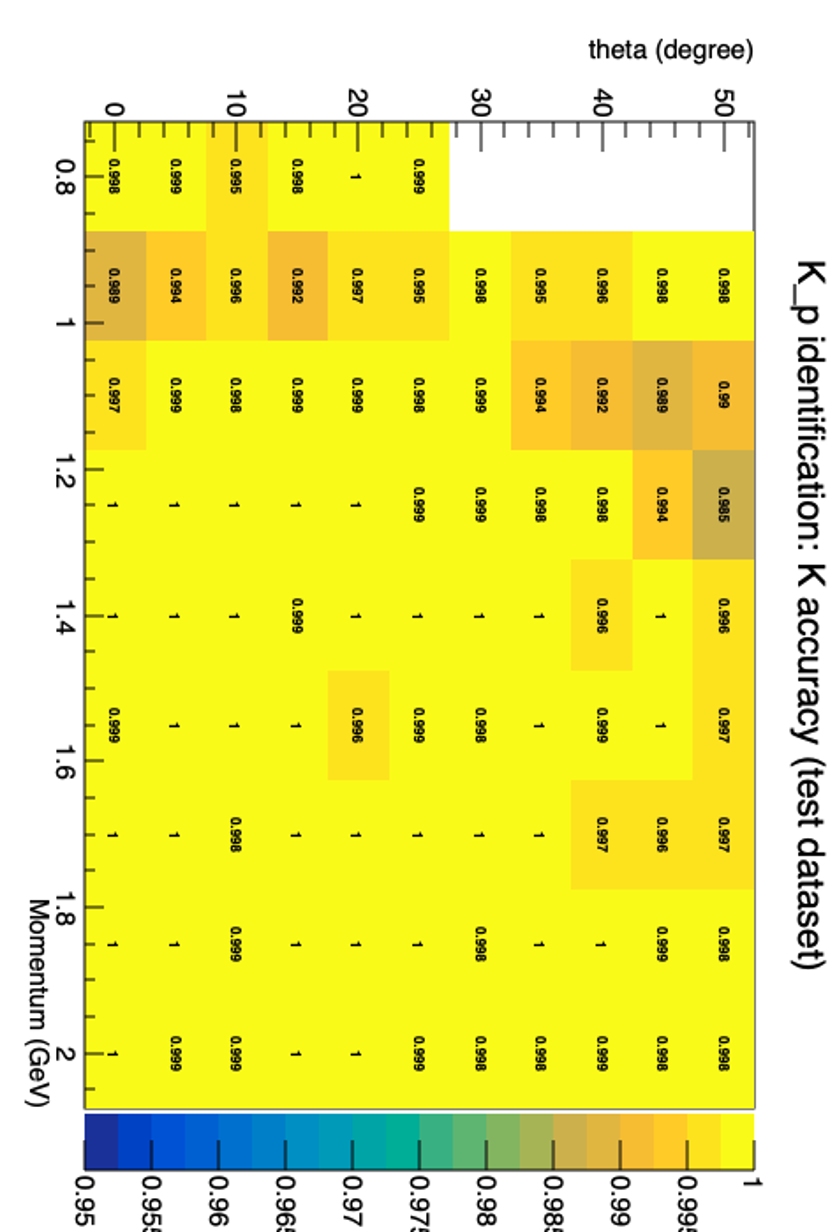 K_p identification: K accuracy (test dataset)
theta (degree)
50 0.998 0.99 0.985 0.996 0.997 0.997 0.998 0.998
0.998 0.989 0.994 1 1 0.996 0.999 0.998
40 0.996 0.992 0.998 0.996 0.999 0.997 1 0.999
0.995 0.994 0.998 1 1 1 1 0.998
30 0.998 0.999 0.999 1 0.998 1 0.998 0.998
0.999 0.995 0.998 0.999 1 0.999 1 1 0.999
20 1 0.997 0.999 1 1 0.996 1 1 1
0.998 0.992 0.999 1 0.999 1 1 1 1
10 0.995 0.996 0.998 1 1 1 0.998 0.999 0.999
0.999 0.994 0.999 1 1 1 1 1 0.999
0 0.998 0.989 0.997 1 1 0.999 1 1 1
0.8 1 1.2 1.4 1.6 1.8 2
Momentum (GeV)
1
0.995
0.99
0.985
0.98
0.975
0.97
0.965
0.96
0.955
0.95